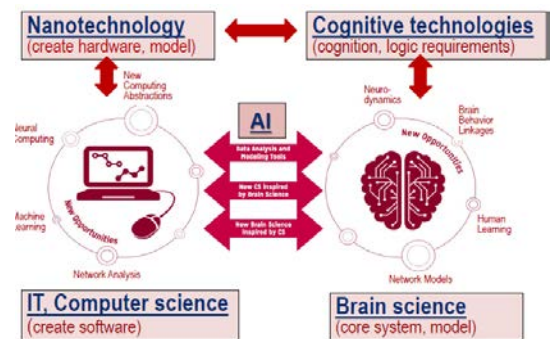 Nanotechnology
(create hardware, model)
Cognitive technologies
(cognition, logic requirements)
New
Computing
Abstractions
Neural
Computing
Machine
Learning
Network Analysis
New Opportunities
AI
Data Analysis and
Modeling Tools
New CS Inspired
by Brain Science
New Brain Science
Inspired by CS
Neuro-
dynamics
Brain
Behavior
Linkages
New Opportunities
Human
Learning
Network Models
IT, Computer science
(create software)
Brain science
(core system, model)